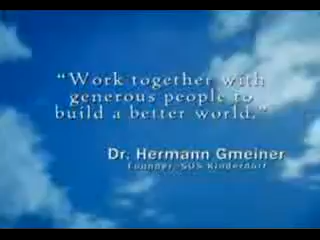 “Work together with
generous people to
build a better world.”
Dr. Hermann Gmeiner
Founder, SOS Kinderdorf